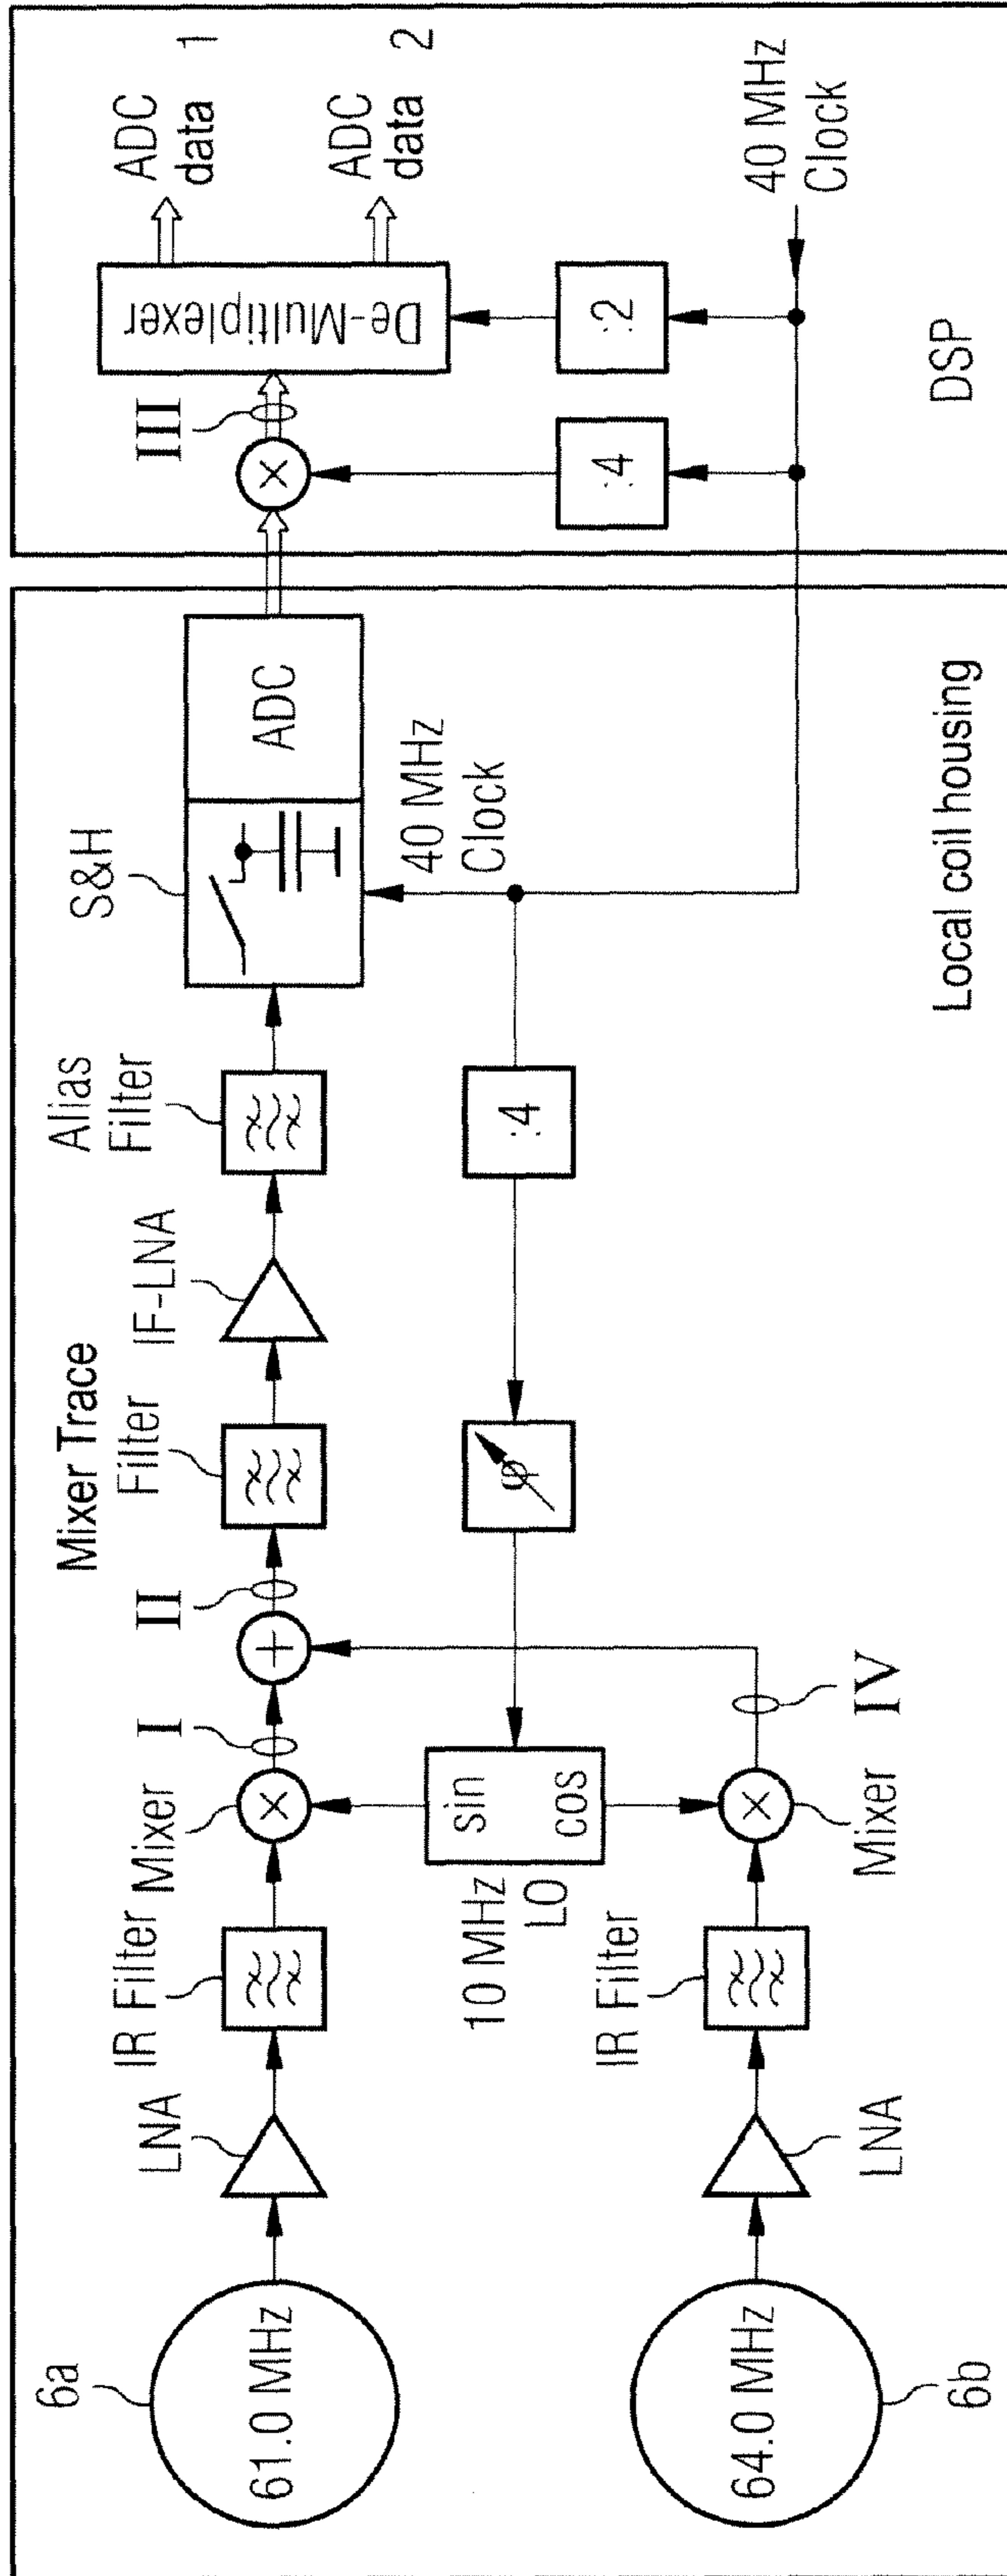 Mixer Trace
6a
61.0 MHz
LNA
IR Filter
Mixer
I
II
Filter
IF-LNA
Alias
Filter
S&H
ADC
III
De-Multiplexer
ADC
data 1
ADC
data 2
sin
cos
10 MHz
LO
φ
:4
40 MHz
Clock
:4
:2
40 MHz
Clock
6b
64.0 MHz
LNA
IR Filter
Mixer
IV
Local coil housing
DSP